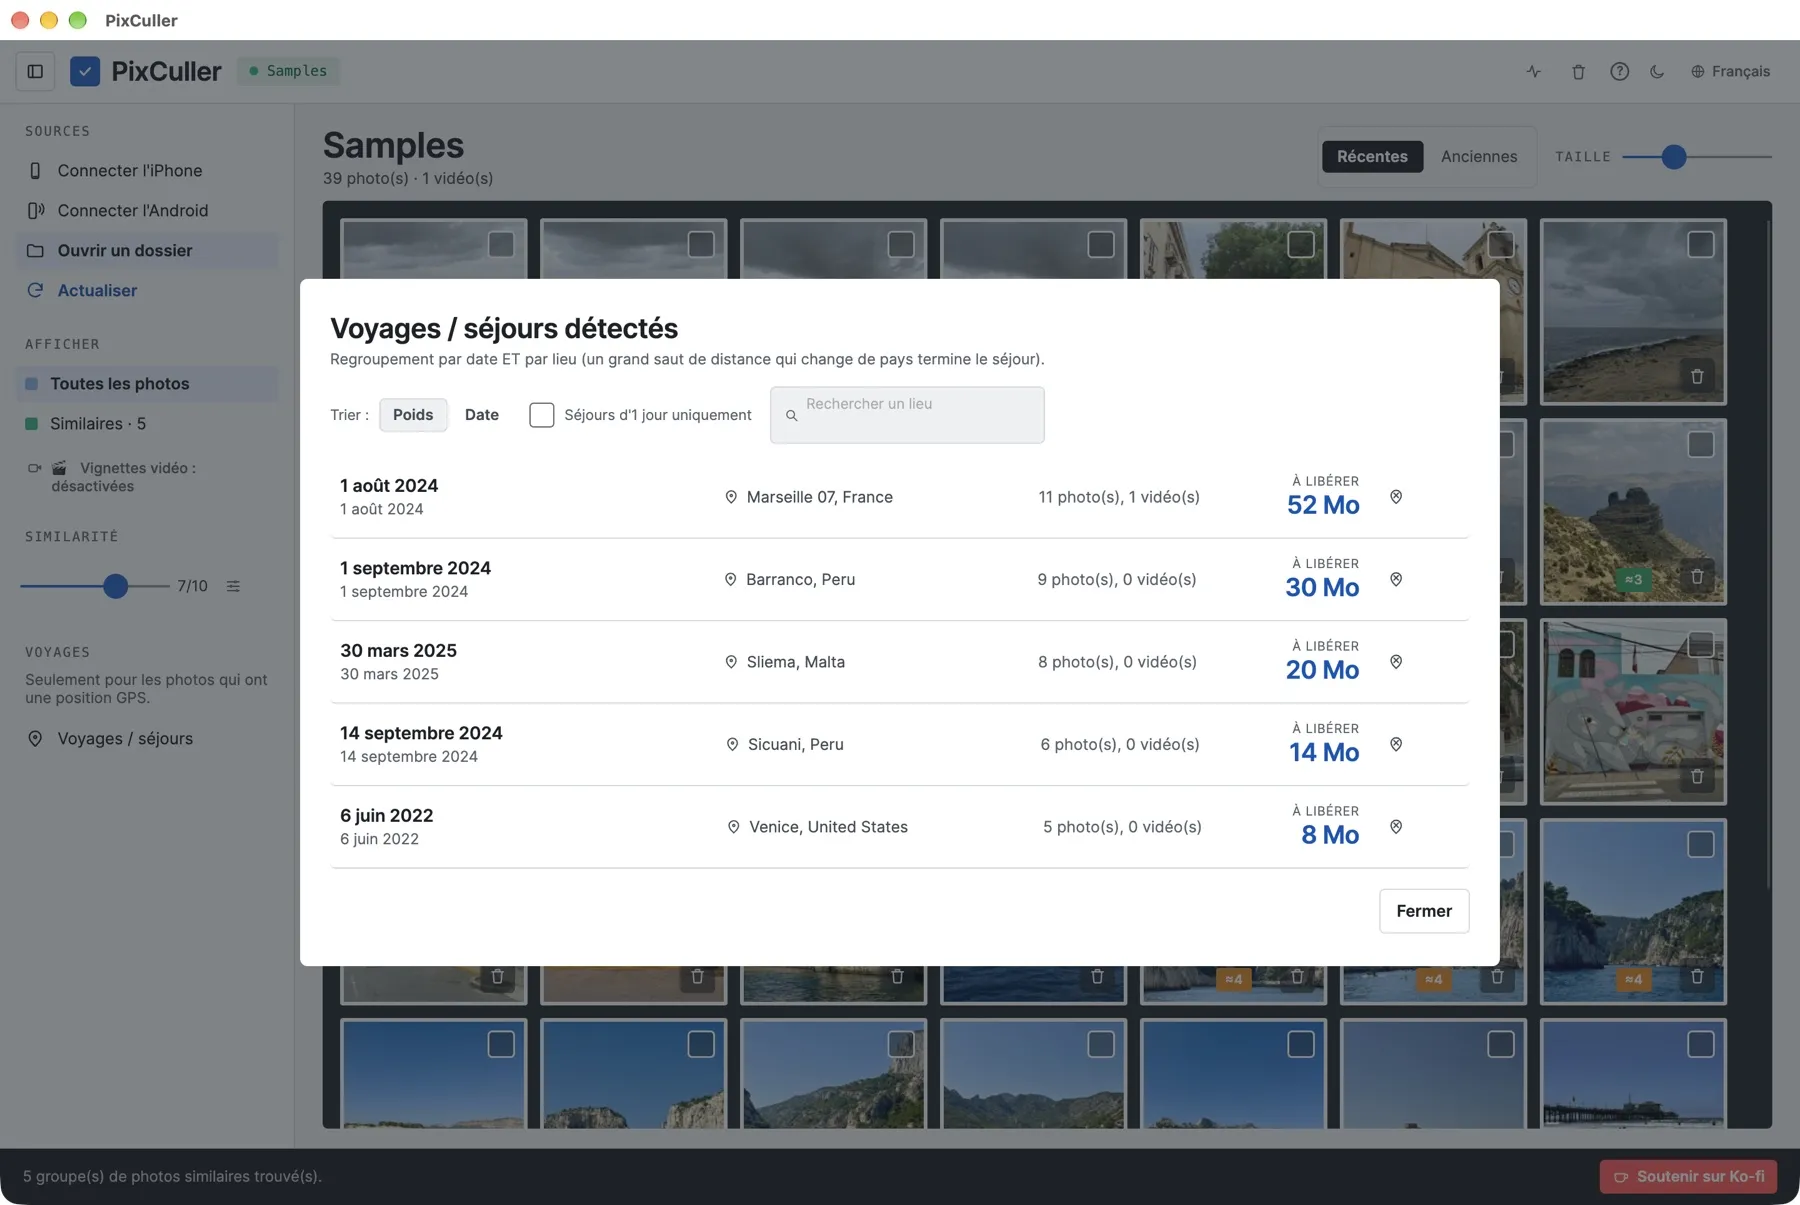 PixCuller
PixCuller
Samples
Français
SOURCES
Connecter l'iPhone
Connecter l'Android
Ouvrir un dossier
Actualiser
AFFICHER
Toutes les photos
Similaires · 5
Vignettes vidéo :
désactivées
SIMILARITÉ
7/10
VOYAGES
Seulement pour les photos qui ont
une position GPS.
Voyages / séjours
Samples
39 photo(s) · 1 vidéo(s)
Récentes
Anciennes
TAILLE
Voyages / séjours détectés
Regroupement par date ET par lieu (un grand saut de distance qui change de pays termine le séjour).
Trier :
Poids
Date
Séjours d'1 jour uniquement
Rechercher un lieu
1 août 2024
1 août 2024
Marseille 07, France
11 photo(s), 1 vidéo(s)
À LIBÉRER
52 Mo
1 septembre 2024
1 septembre 2024
Barranco, Peru
9 photo(s), 0 vidéo(s)
À LIBÉRER
30 Mo
30 mars 2025
30 mars 2025
Sliema, Malta
8 photo(s), 0 vidéo(s)
À LIBÉRER
20 Mo
14 septembre 2024
14 septembre 2024
Sicuani, Peru
6 photo(s), 0 vidéo(s)
À LIBÉRER
14 Mo
6 juin 2022
6 juin 2022
Venice, United States
5 photo(s), 0 vidéo(s)
À LIBÉRER
8 Mo
Fermer
≈3
≈4
≈4
≈4
5 groupe(s) de photos similaires trouvé(s).
Soutenir sur Ko-fi